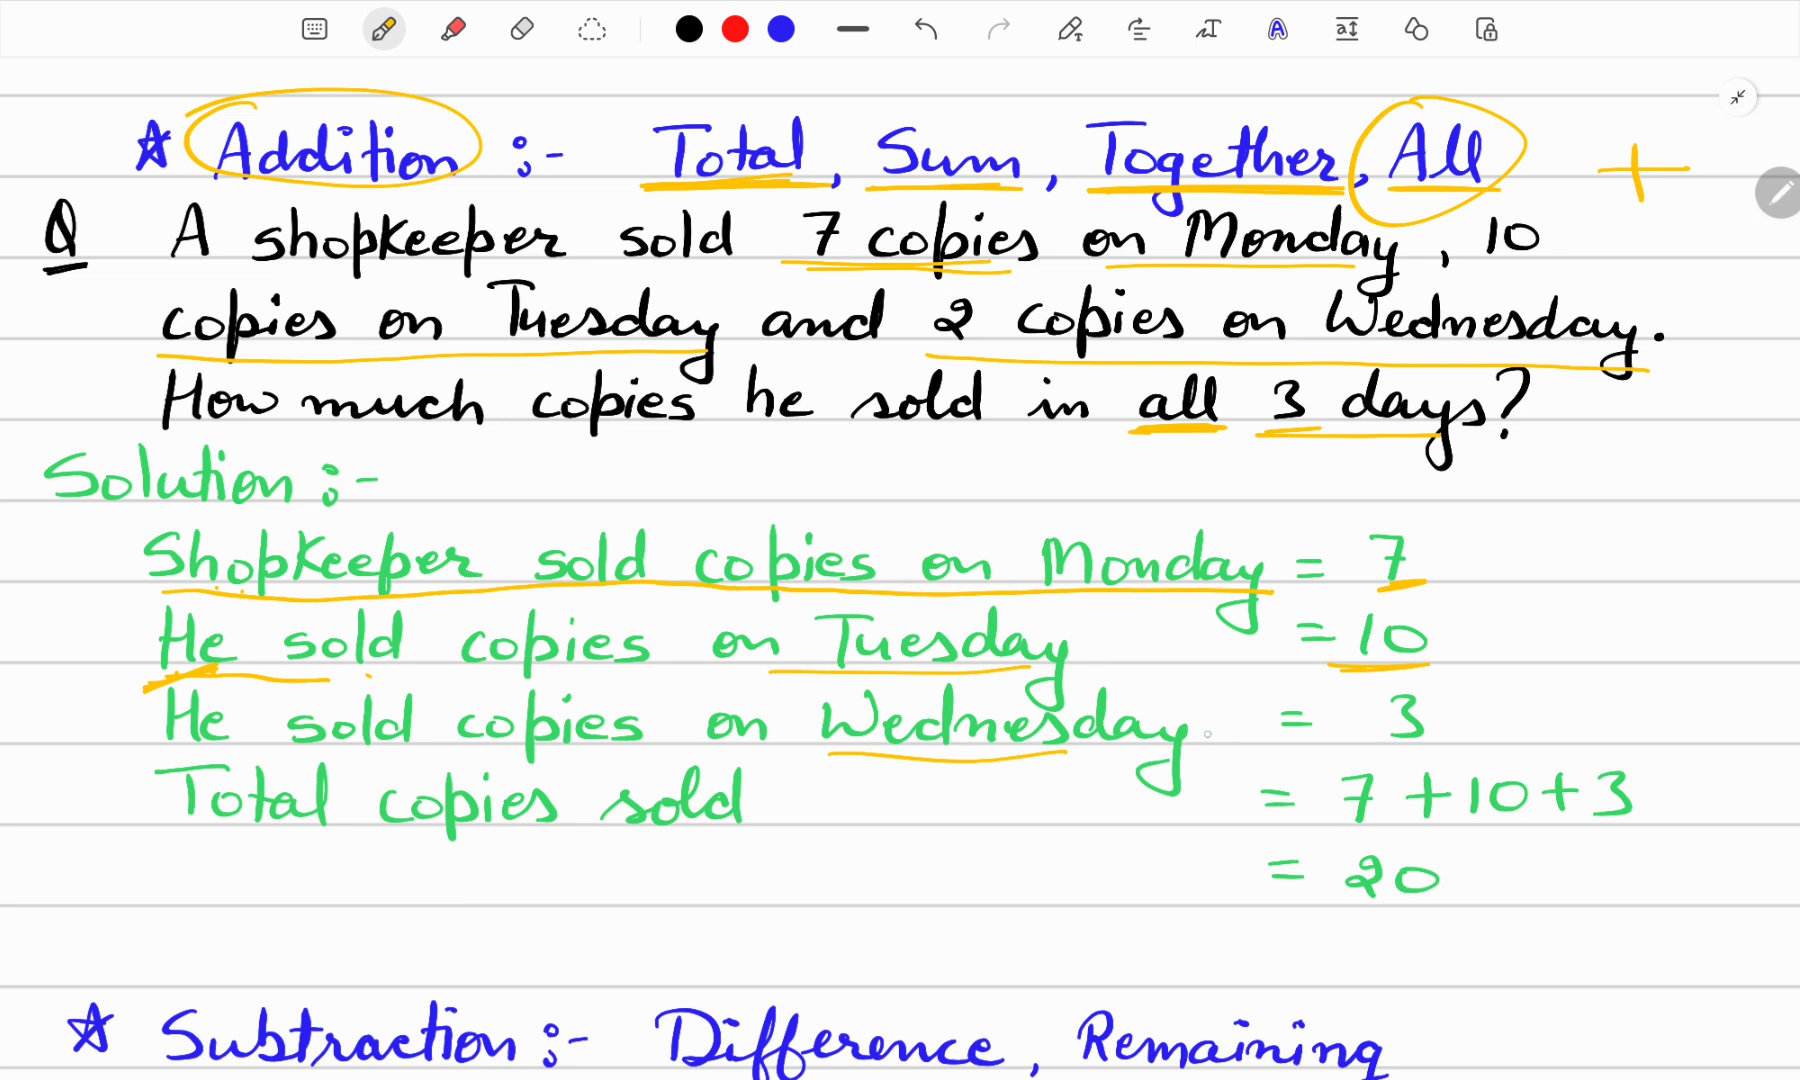 ☆ Addition :- Total, Sum, Together, All +
Q A shopkeeper sold 7 copies on Monday, 10
copies on Tuesday and 2 copies on Wednesday.
How much copies he sold in all 3 days?
Solution :-
Shopkeeper sold copies on Monday = 7
He sold copies on Tuesday = 10
He sold copies on Wednesday. = 3
Total copies sold = 7 + 10 + 3
= 20
☆ Subtraction :- Difference, Remaining